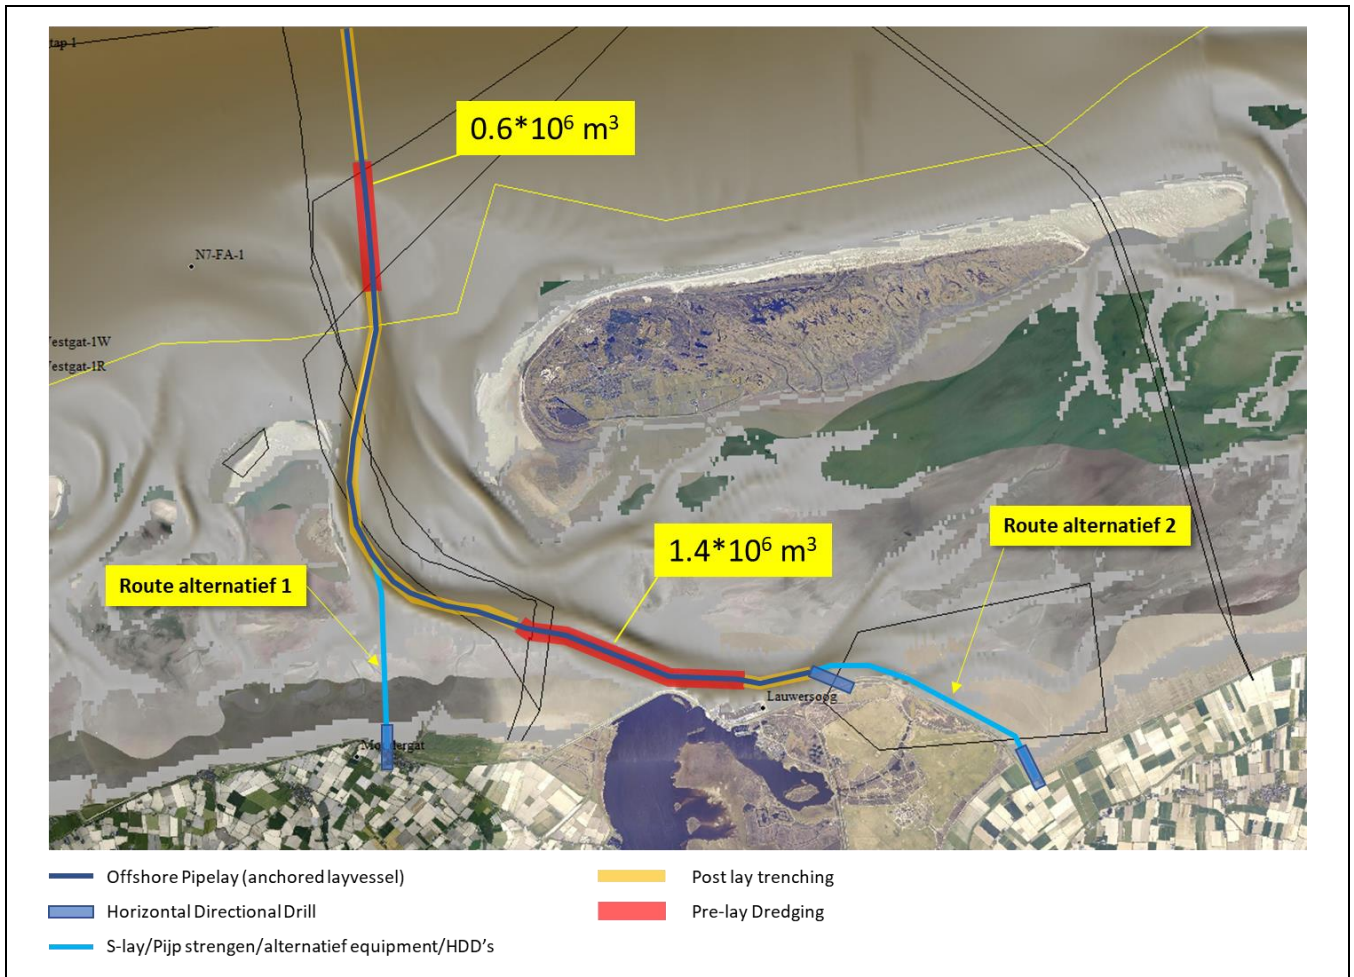 tap 1
0.6*10⁶ m³
N7-FA-1
estgat-1W
estgat-1R
1.4*10⁶ m³
Route alternatief 2
Route alternatief 1
Lauwersoog
Offshore Pipelay (anchored layvessel)
Post lay trenching
Horizontal Directional Drill
Pre-lay Dredging
S-lay/Pijp strengen/alternatief equipment/HDD's